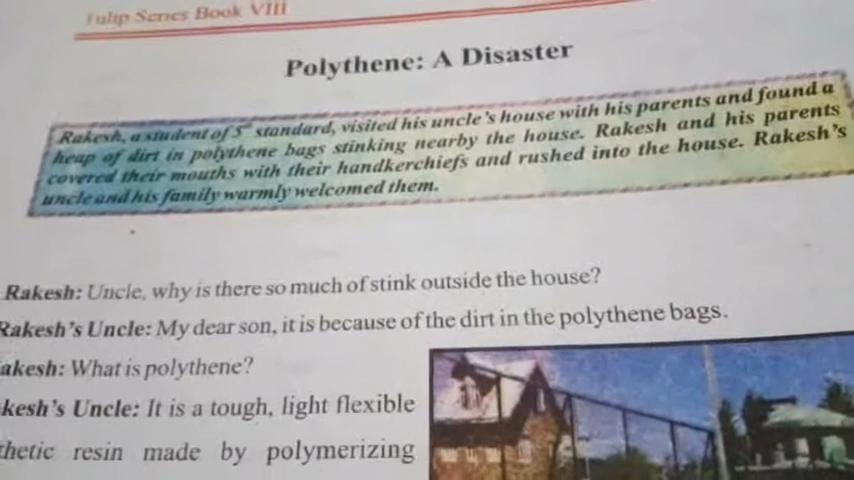 Tulip Series Book VIII
Polythene: A Disaster
Rakesh, a student of 5th standard, visited his uncle's house with his parents and found a
heap of dirt in polythene bags stinking nearby the house. Rakesh and his parents
covered their mouths with their handkerchiefs and rushed into the house. Rakesh's
uncle and his family warmly welcomed them.
Rakesh: Uncle, why is there so much of stink outside the house?
Rakesh's Uncle: My dear son, it is because of the dirt in the polythene bags.
akesh: What is polythene?
kesh's Uncle: It is a tough, light flexible
thetic resin made by polymerizing